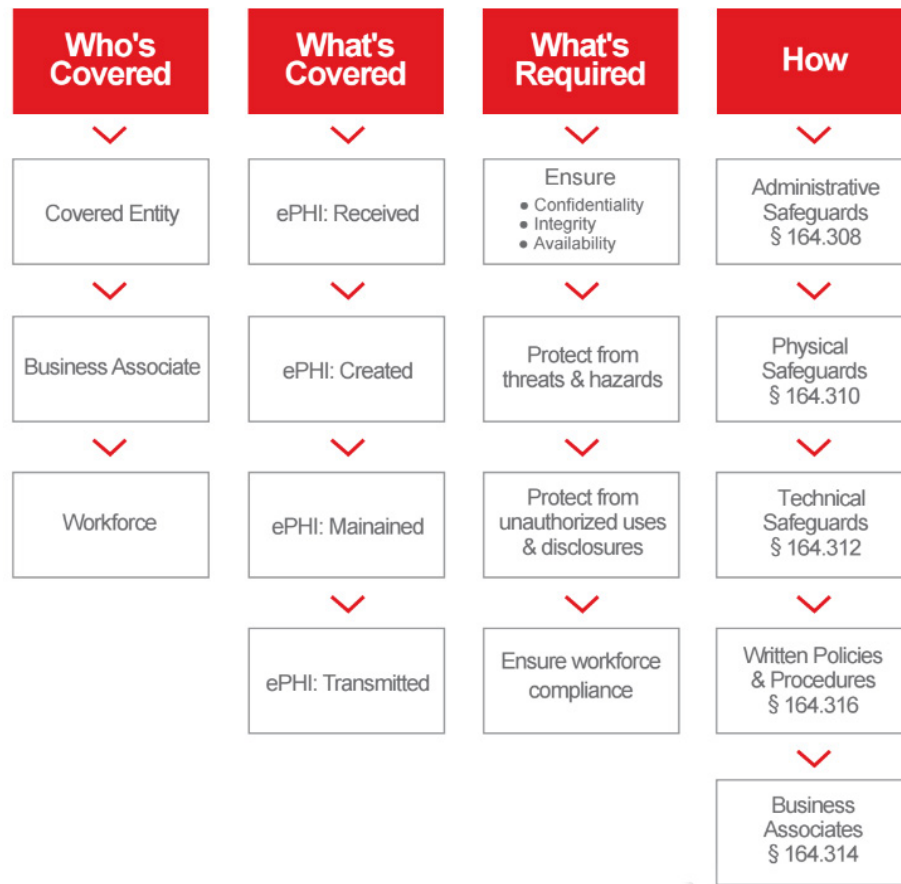 Who's
Covered
Covered Entity
Business Associate
Workforce
What's
Covered
ePHI: Received
ePHI: Created
ePHI: Mainained
ePHI: Transmitted
What's
Required
Ensure
• Confidentiality
• Integrity
• Availability
Protect from
threats & hazards
Protect from
unauthorized uses
& disclosures
Ensure workforce
compliance
How
Administrative
Safeguards
§ 164.308
Physical
Safeguards
§ 164.310
Technical
Safeguards
§ 164.312
Written Policies
& Procedures
§ 164.316
Business
Associates
§ 164.314